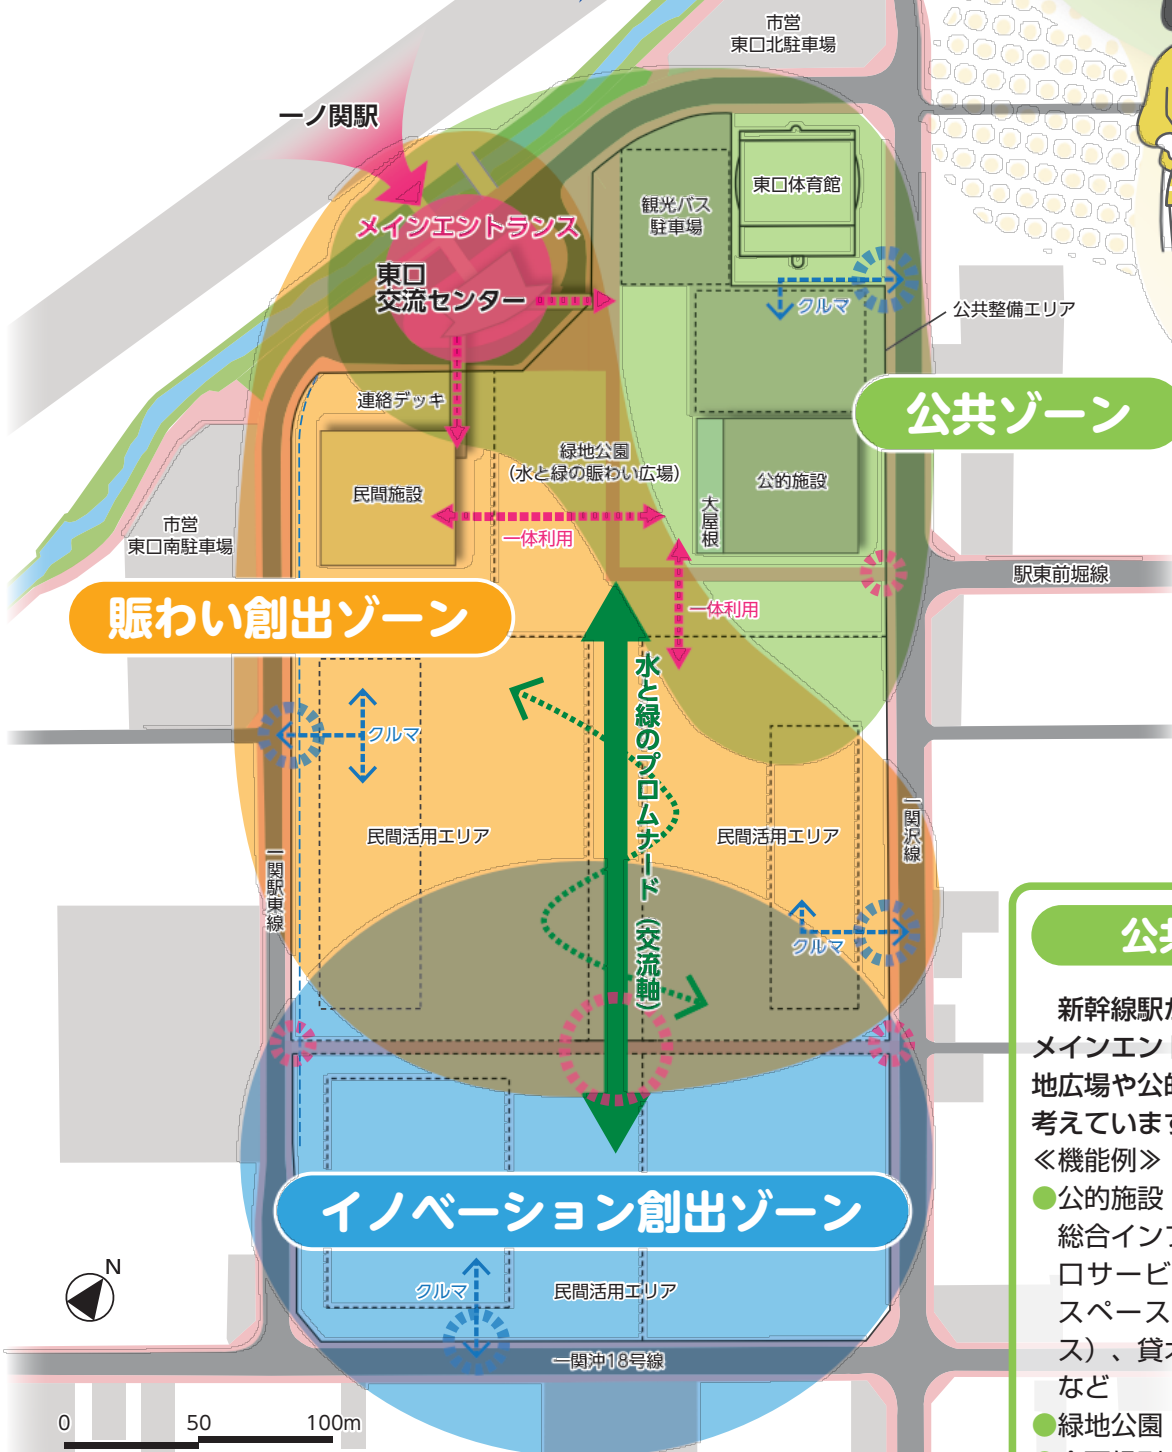 市営
東口北駐車場
一ノ関駅
東口体育館
観光バス
駐車場
メインエントランス
東口
交流センター
クルマ
公共整備エリア
連絡デッキ
公共ゾーン
緑地公園
（水と緑の賑わい広場）
民間施設
公的施設
大屋根
市営
東口南駐車場
一体利用
駅東前堀線
賑わい創出ゾーン
一体利用
水と緑のプロムナード（交流軸）
クルマ
民間活用エリア
民間活用エリア
一関沢線
一関駅東線
クルマ
公共
新幹線駅か
メインエント
地広場や公的
考えています
≪機能例≫
●公的施設
総合インフ
ロサービ
スペース
ス）、貸オ
など
●緑地公園
イノベーション創出ゾーン
N
クルマ
民間活用エリア
一関沖18号線
0 50 100m